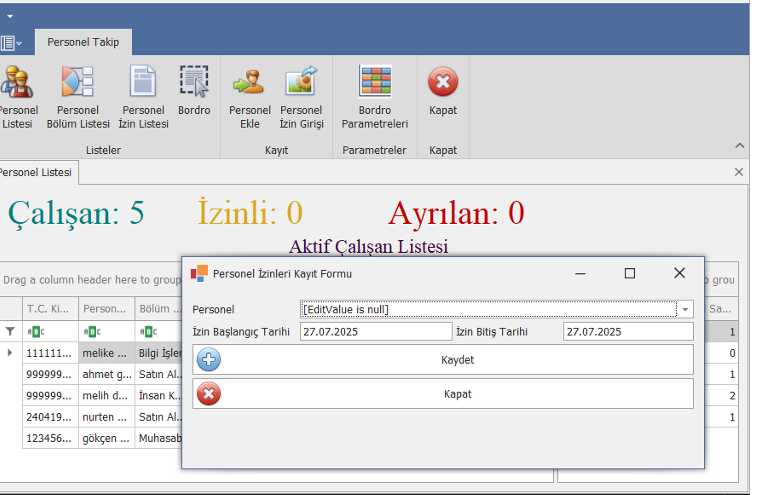 Personel Takip
Personel Listesi
Personel Bölüm Listesi
Personel İzin Listesi
Bordro
Personel Ekle
Personel İzin Girişi
Bordro Parametreleri
Kapat
Listeler
Kayıt
Parametreler
Kapat
Personel Listesi
Çalışan: 5
İzinli: 0
Ayrılan: 0
Aktif Çalışan Listesi
Drag a column header here to group
o grou
T.C. Ki... Person... Bölüm Sa...
1
111111... melike ... Bilgi İşler 0
999999... ahmet g... Satın Al.. 1
999999... melih d... İnsan K.. 2
240419... nurten ... Satın Al.. 1
123456... gökçen ... Muhasab
Personel İzinleri Kayıt Formu
Personel [EditValue is null]
İzin Başlangıç Tarihi 27.07.2025 İzin Bitiş Tarihi 27.07.2025
Kaydet
Kapat